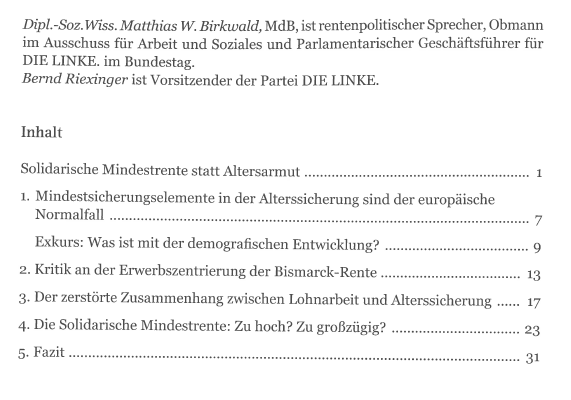 Dipl.-Soz.Wiss. Matthias W. Birkwald, MdB, ist rentenpolitischer Sprecher, Obmann
im Ausschuss für Arbeit und Soziales und Parlamentarischer Geschäftsführer für
DIE LINKE. im Bundestag.
Bernd Riexinger ist Vorsitzender der Partei DIE LINKE.
Inhalt
Solidarische Mindestrente statt Altersarmut ........................................................ 1
1. Mindestsicherungselemente in der Alterssicherung sind der europäische
Normalfall ........................................................................................................ 7
Exkurs: Was ist mit der demografischen Entwicklung? .................................... 9
2. Kritik an der Erwerbszentrierung der Bismarck-Rente ................................... 13
3. Der zerstörte Zusammenhang zwischen Lohnarbeit und Alterssicherung ...... 17
4. Die Solidarische Mindestrente: Zu hoch? Zu großzügig? ................................ 23
5. Fazit ................................................................................................................ 31